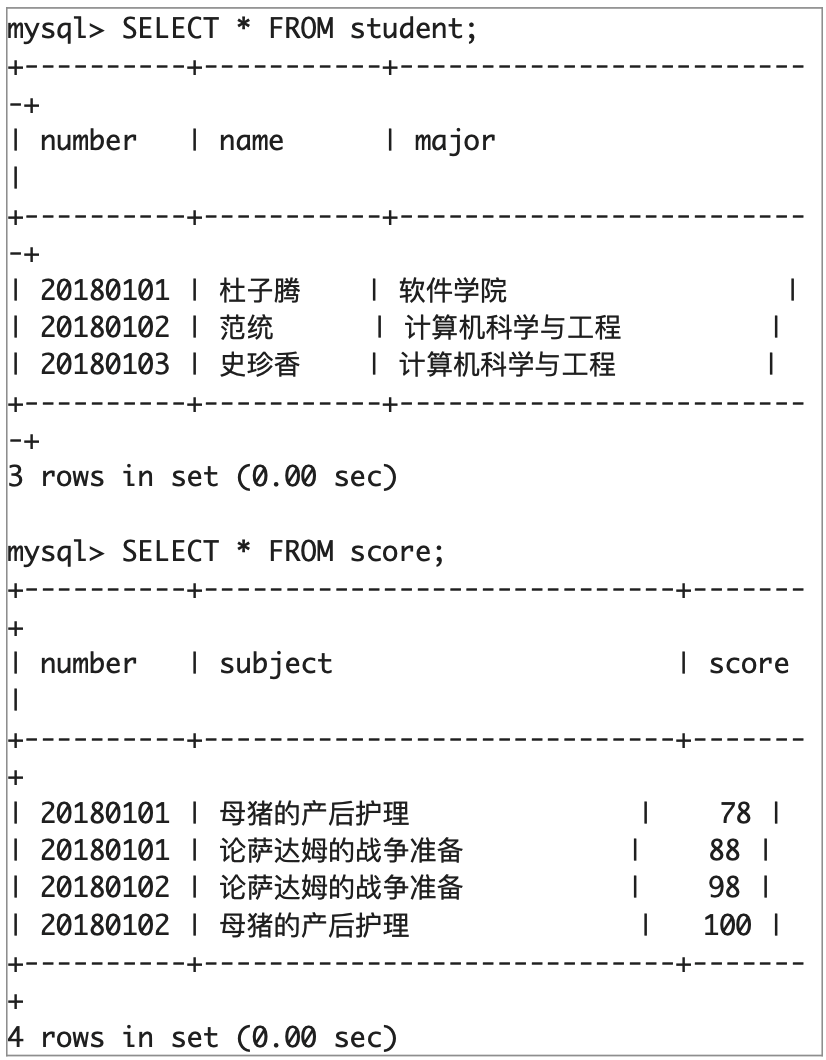 mysql> SELECT * FROM student;
+----------+-----------+-------------------------
-+
| number   | name      | major
|
+----------+-----------+-------------------------
-+
| 20180101 | 杜子腾    | 软件学院                 |
| 20180102 | 范统      | 计算机科学与工程         |
| 20180103 | 史珍香    | 计算机科学与工程         |
+----------+-----------+-------------------------
-+
3 rows in set (0.00 sec)
mysql> SELECT * FROM score;
+----------+-----------------------------+-------
+
| number   | subject                     | score
|
+----------+-----------------------------+-------
+
| 20180101 | 母猪的产后护理              |    78 |
| 20180101 | 论萨达姆的战争准备          |    88 |
| 20180102 | 论萨达姆的战争准备          |    98 |
| 20180102 | 母猪的产后护理              |   100 |
+----------+-----------------------------+-------
+
4 rows in set (0.00 sec)